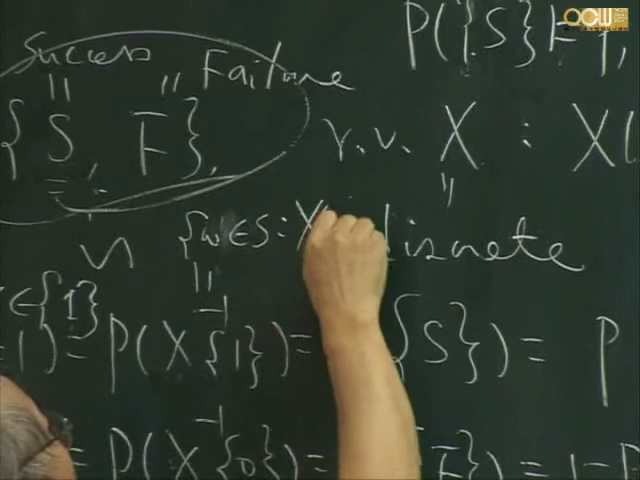 Success Failure P({S})= p,
{S, F}, r.v. X : X(
{ω∈S: X discrete
∈{1}
=1)=P(X⁻¹{1})= {S})= P
=P(X⁻¹{0})= F})=1-P